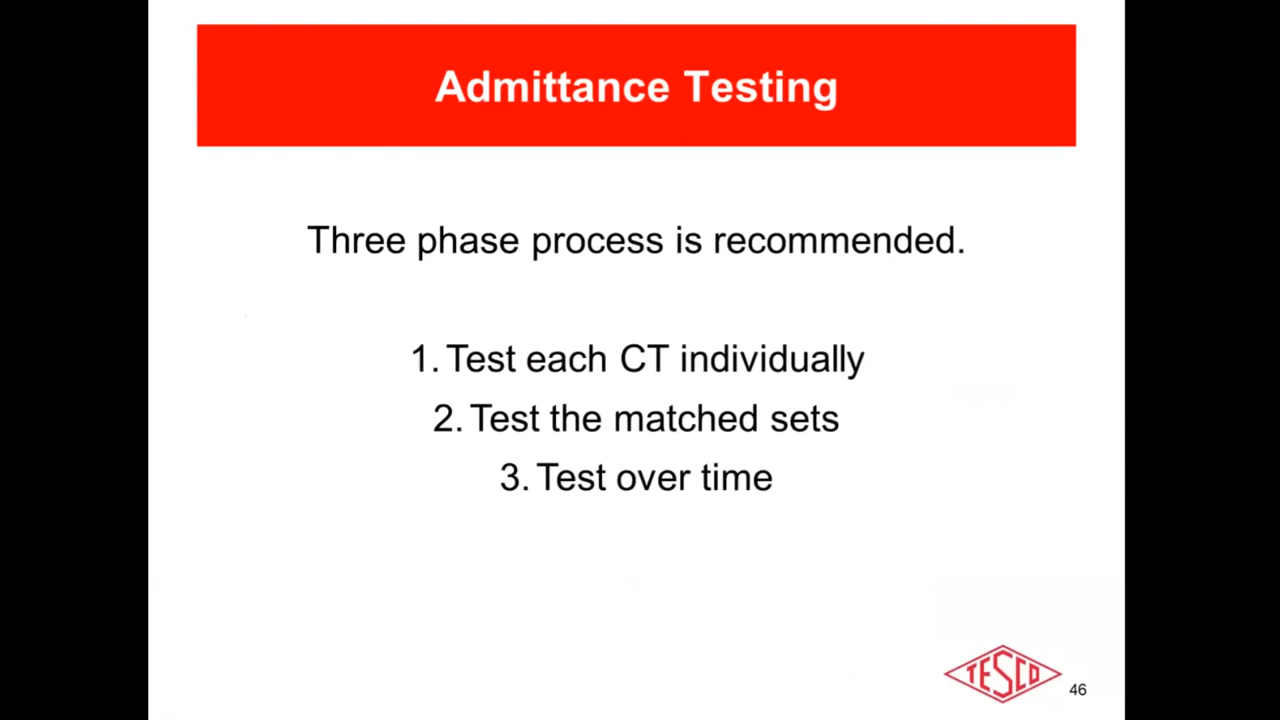 Admittance Testing
Three phase process is recommended.
1. Test each CT individually
2. Test the matched sets
3. Test over time
TESCO
46